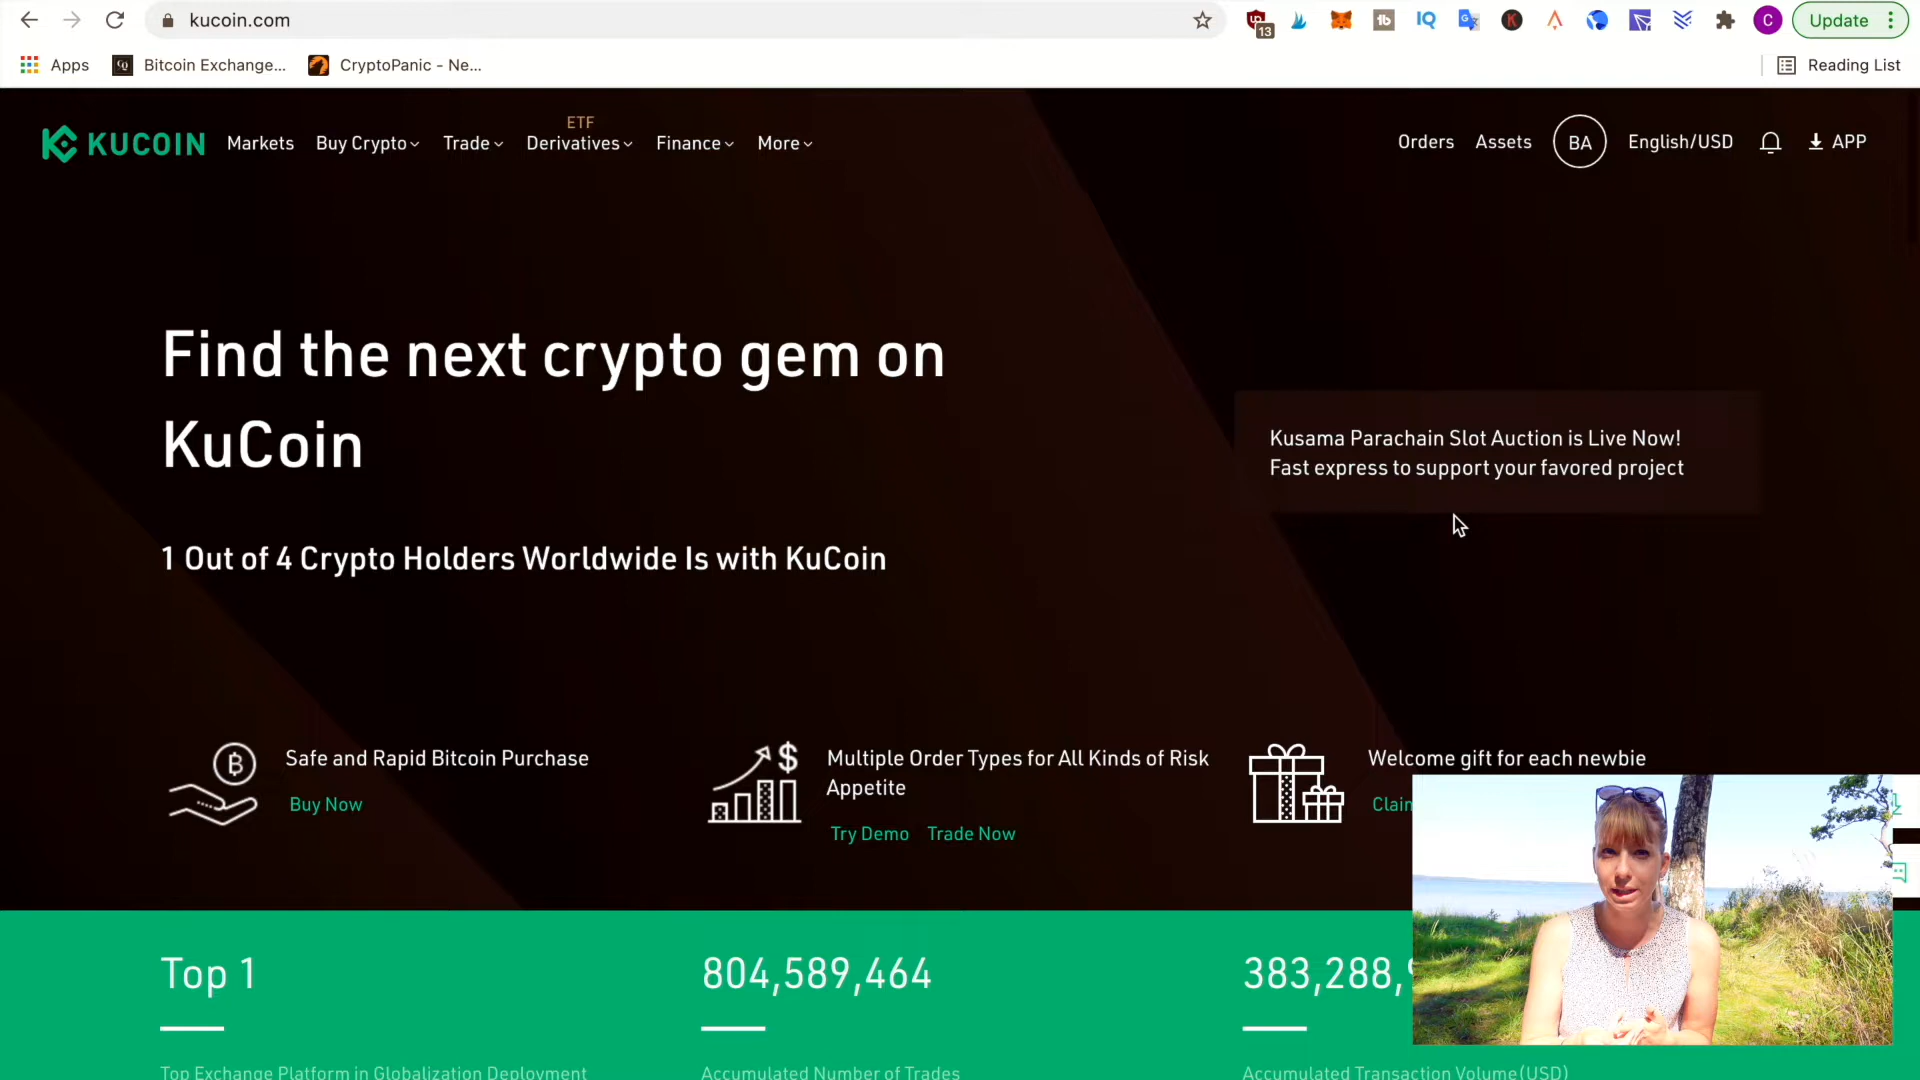 kucoin.com
13
C
Update
Apps
Bitcoin Exchange...
CryptoPanic - Ne...
Reading List
KUCOIN
Markets
Buy Crypto
Trade
ETF
Derivatives
Finance
More
Orders
Assets
BA
English/USD
APP
Find the next crypto gem on
KuCoin
1 Out of 4 Crypto Holders Worldwide Is with KuCoin
Kusama Parachain Slot Auction is Live Now!
Fast express to support your favored project
Safe and Rapid Bitcoin Purchase
Buy Now
Multiple Order Types for All Kinds of Risk
Appetite
Try Demo Trade Now
Welcome gift for each newbie
Top 1
804,589,464
383,288,
Top Exchange Platform in Globalization Deployment
Accumulated Number of Trades
Accumulated Transaction Volume(USD)